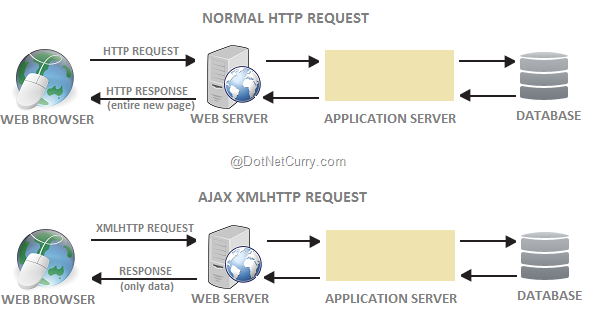 NORMAL HTTP REQUEST
HTTP REQUEST
HTTP RESPONSE
(entire new page)
WEB BROWSER
WEB SERVER
APPLICATION SERVER
DATABASE
@DotNetCurry.com
AJAX XMLHTTP REQUEST
XMLHTTP REQUEST
RESPONSE
(only data)
WEB BROWSER
WEB SERVER
APPLICATION SERVER
DATABASE